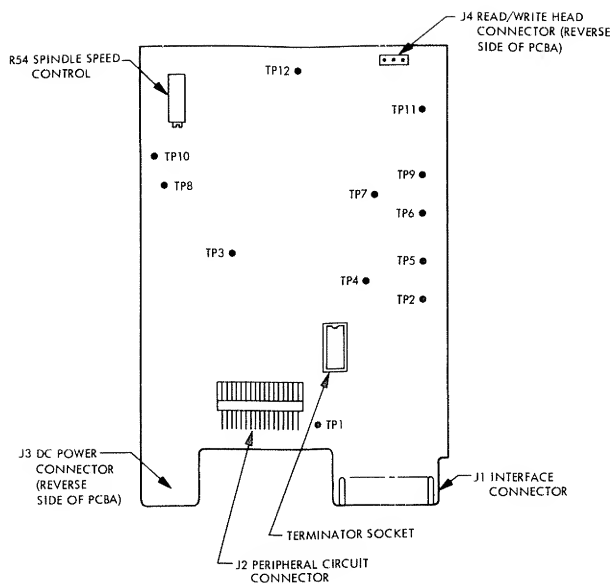 J4 READ/WRITE HEAD
CONNECTOR (REVERSE
SIDE OF PCBA)
R54 SPINDLE SPEED
CONTROL
TP12
TP11
TP10
TP9
TP8
TP7
TP6
TP3
TP5
TP4
TP2
TP1
J3 DC POWER
CONNECTOR
(REVERSE
SIDE OF PCBA)
J1 INTERFACE
CONNECTOR
TERMINATOR SOCKET
J2 PERIPHERAL CIRCUIT
CONNECTOR